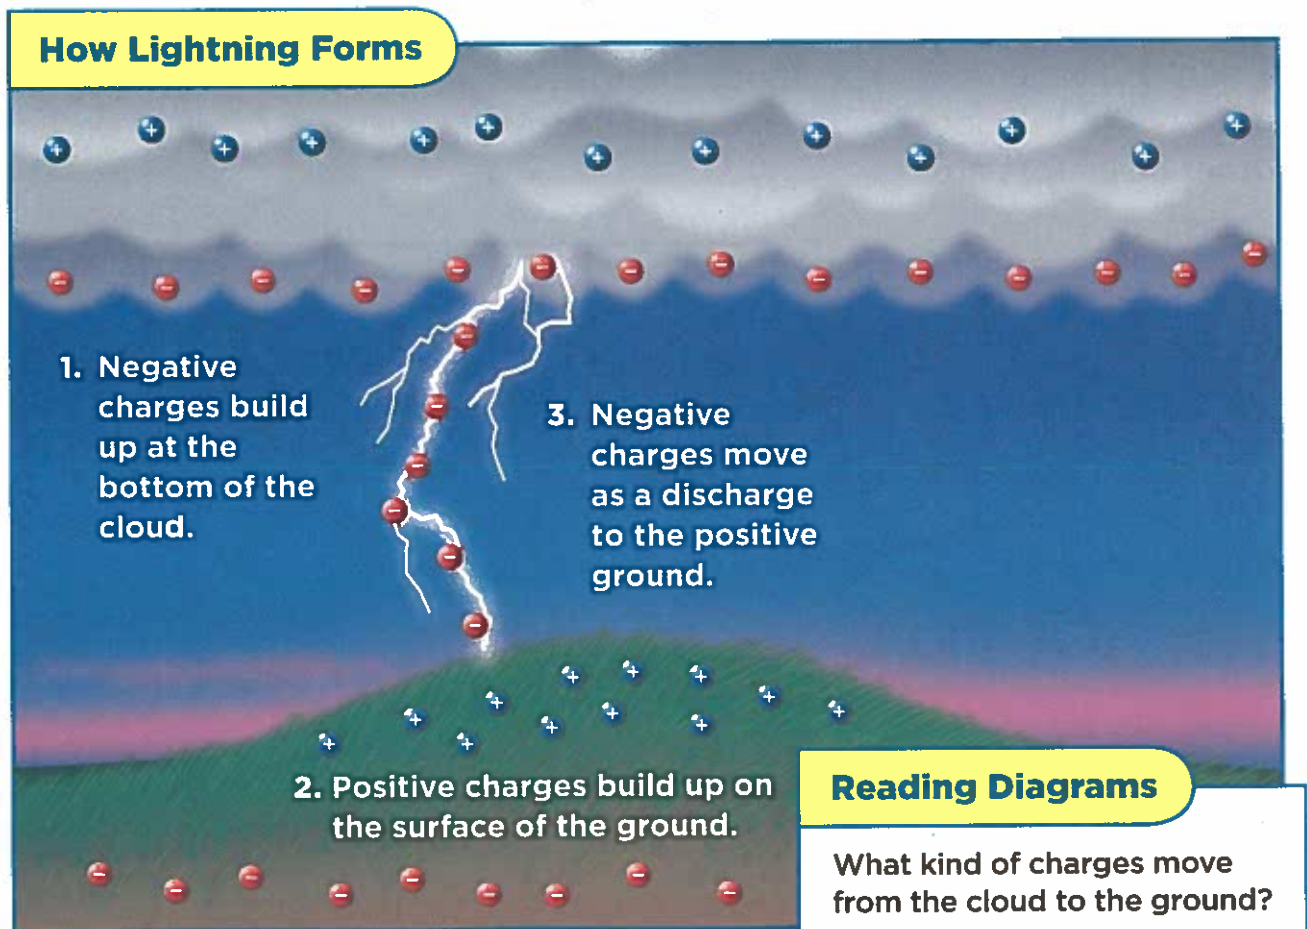 How Lightning Forms
1. Negative
charges build
up at the
bottom of the
cloud.
3. Negative
charges move
as a discharge
to the positive
ground.
2. Positive charges build up on
the surface of the ground.
Reading Diagrams
What kind of charges move
from the cloud to the ground?